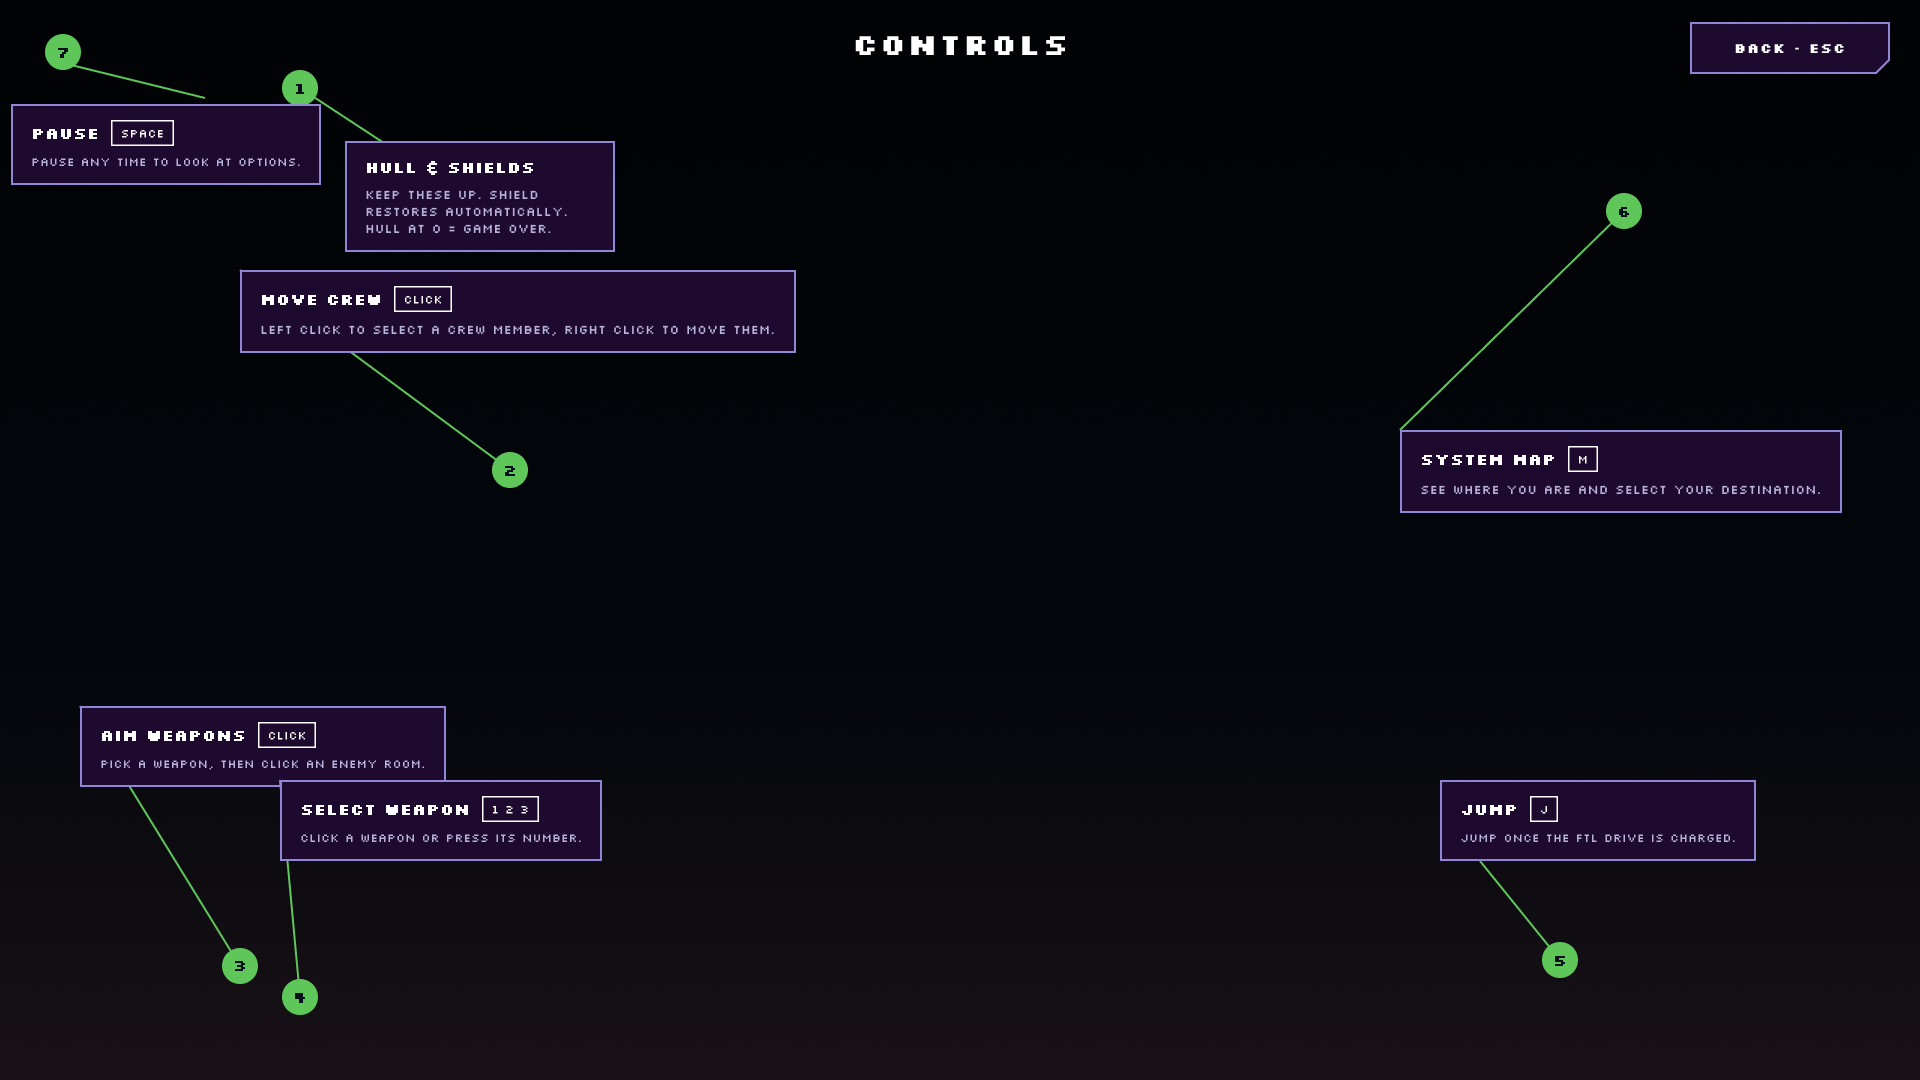 CONTROLS
BACK - ESC
7
1
PAUSE SPACE
PAUSE ANY TIME TO LOOK AT OPTIONS.
HULL & SHIELDS
KEEP THESE UP. SHIELD
RESTORES AUTOMATICALLY.
HULL AT 0 = GAME OVER.
6
MOVE CREW CLICK
LEFT CLICK TO SELECT A CREW MEMBER, RIGHT CLICK TO MOVE THEM.
2
SYSTEM MAP M
SEE WHERE YOU ARE AND SELECT YOUR DESTINATION.
AIM WEAPONS CLICK
PICK A WEAPON, THEN CLICK AN ENEMY ROOM.
SELECT WEAPON 1 2 3
CLICK A WEAPON OR PRESS ITS NUMBER.
JUMP J
JUMP ONCE THE FTL DRIVE IS CHARGED.
3
4
5